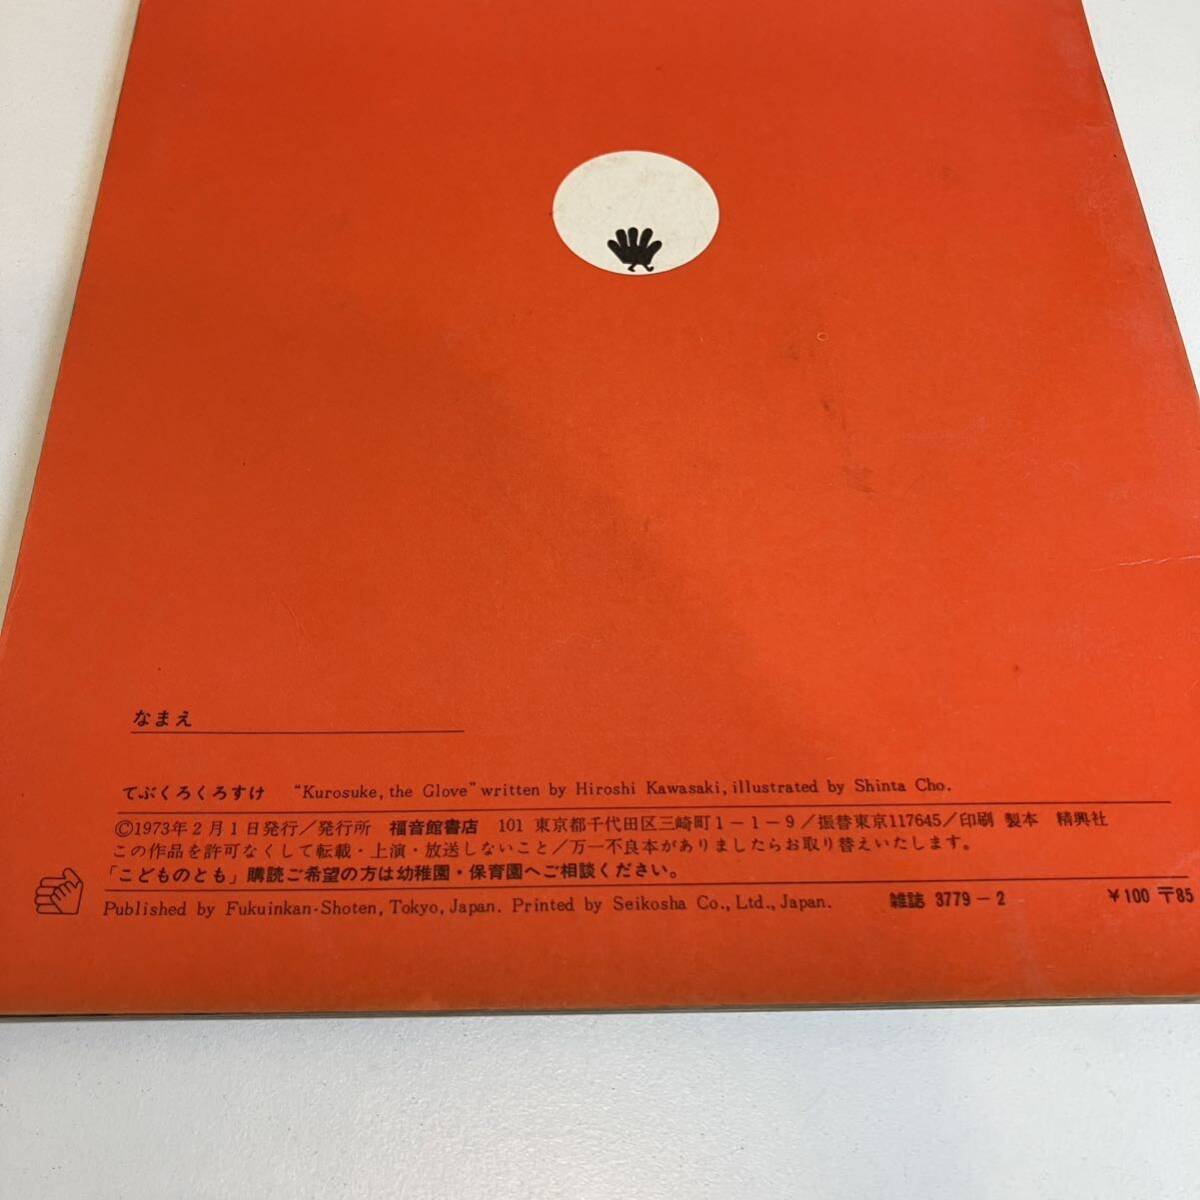 なまえ
てぶくろくろすけ “Kurosuke, the Glove” written by Hiroshi Kawasaki, illustrated by Shinta Cho.
©1973年2月1日発行／発行所 福音館書店 101 東京都千代田区三崎町1－1－9／振替東京117645／印刷 製本 精興社
この作品を許可なくして転載・上演・放送しないこと／万一不良本がありましたらお取り替えいたします。
「こどものとも」購読ご希望の方は幼稚園・保育園へご相談ください。
Published by Fukuinkan-Shoten, Tokyo, Japan. Printed by Seikosha Co., Ltd., Japan. 雑誌 3779－2 ￥100 〒85